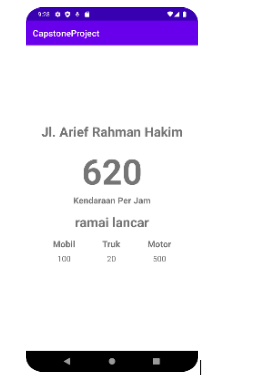 9:28
CapstoneProject
Jl. Arief Rahman Hakim
620
Kendaraan Per Jam
ramai lancar
Mobil Truk Motor
100 20 500